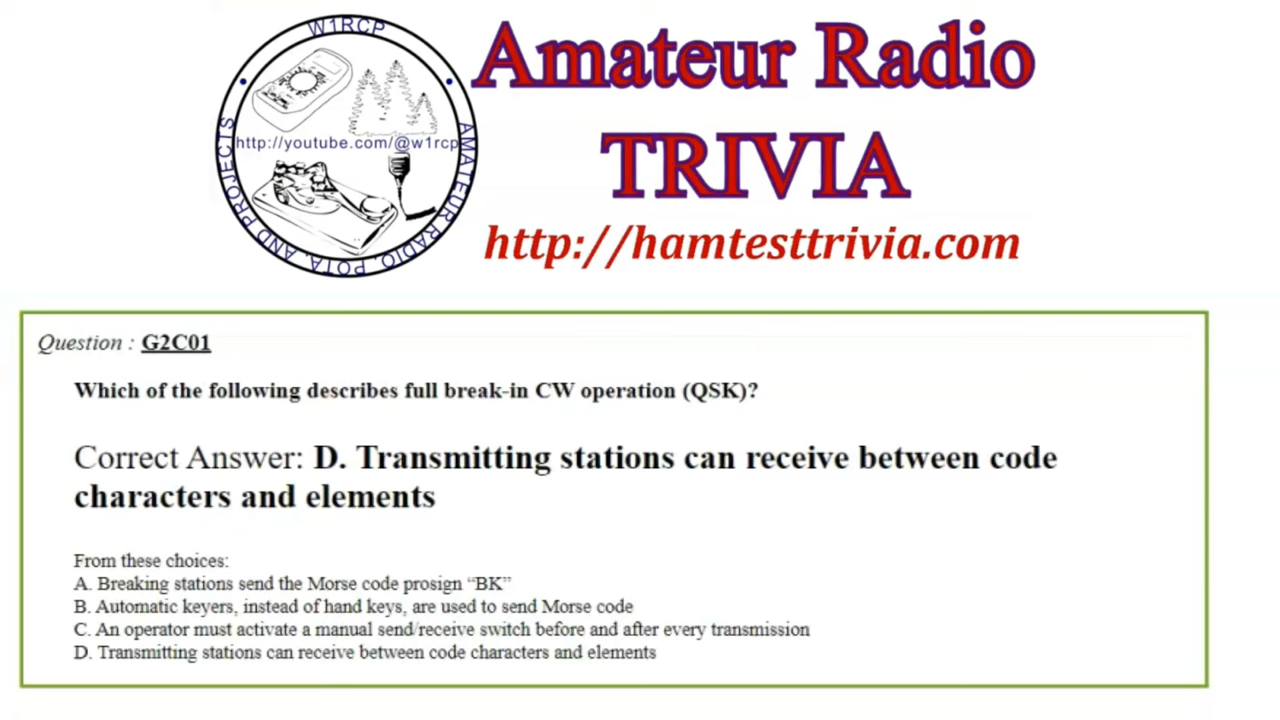 W1RCP
http://youtube.com/@w1rcp
AMATEUR RADIO, POTA, AND PROJECTS
Amateur Radio
TRIVIA
http://hamtesttrivia.com
Question : G2C01
Which of the following describes full break-in CW operation (QSK)?
Correct Answer: D. Transmitting stations can receive between code
characters and elements
From these choices:
A. Breaking stations send the Morse code prosign “BK”
B. Automatic keyers, instead of hand keys, are used to send Morse code
C. An operator must activate a manual send/receive switch before and after every transmission
D. Transmitting stations can receive between code characters and elements